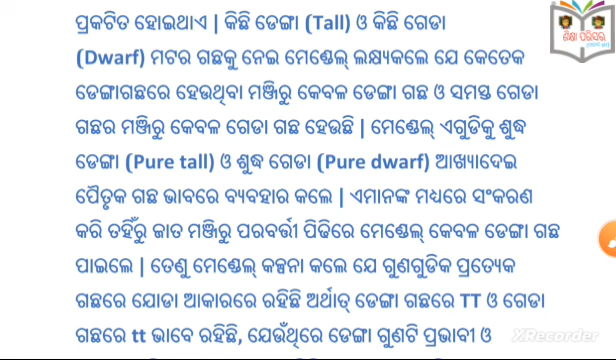 ପ୍ରକଟିତ ହୋଇଥାଏ | କିଛି ଡେଙ୍ଗା (Tall) ଓ କିଛି ଗେଡା
(Dwarf) ମଟର ଗଛକୁ ନେଇ ମେଣ୍ଡେଲ୍ ଲକ୍ଷ୍ୟକଲେ ଯେ କେତେକ
ଡେଙ୍ଗାଗଛରେ ହେଉଥିବା ମଞ୍ଜିରୁ କେବଳ ଡେଙ୍ଗା ଗଛ ଓ ସମସ୍ତ ଗେଡା
ଗଛର ମଞ୍ଜିରୁ କେବଳ ଗେଡା ଗଛ ହେଉଛି | ମେଣ୍ଡେଲ୍ ଏଗୁଡିକୁ ଶୁଦ୍ଧ
ଡେଙ୍ଗା (Pure tall) ଓ ଶୁଦ୍ଧ ଗେଡା (Pure dwarf) ଆଖ୍ୟାଦେଇ
ପୈତୃକ ଗଛ ଭାବରେ ବ୍ୟବହାର କଲେ | ଏମାନଙ୍କ ମଧ୍ୟରେ ସଂକରଣ
କରି ତହିଁରୁ ଜାତ ମଞ୍ଜିରୁ ପରବର୍ତ୍ତୀ ପିଢିରେ ମେଣ୍ଡେଲ୍ କେବଳ ଡେଙ୍ଗା ଗଛ
ପାଇଲେ | ତେଣୁ ମେଣ୍ଡେଲ୍ କଳ୍ପନା କଲେ ଯେ ଗୁଣଗୁଡିକ ପ୍ରତ୍ୟେକ
ଗଛରେ ଯୋଡା ଆକାରରେ ରହିଛି ଅର୍ଥାତ୍ ଡେଙ୍ଗା ଗଛରେ TT ଓ ଗେଡା
ଗଛରେ tt ଭାବେ ରହିଛି, ଯେଉଁଥିରେ ଡେଙ୍ଗା ଗୁଣଟି ପ୍ରଭାବୀ ଓ
ଶିକ୍ଷା ପରିସର
XRecorder